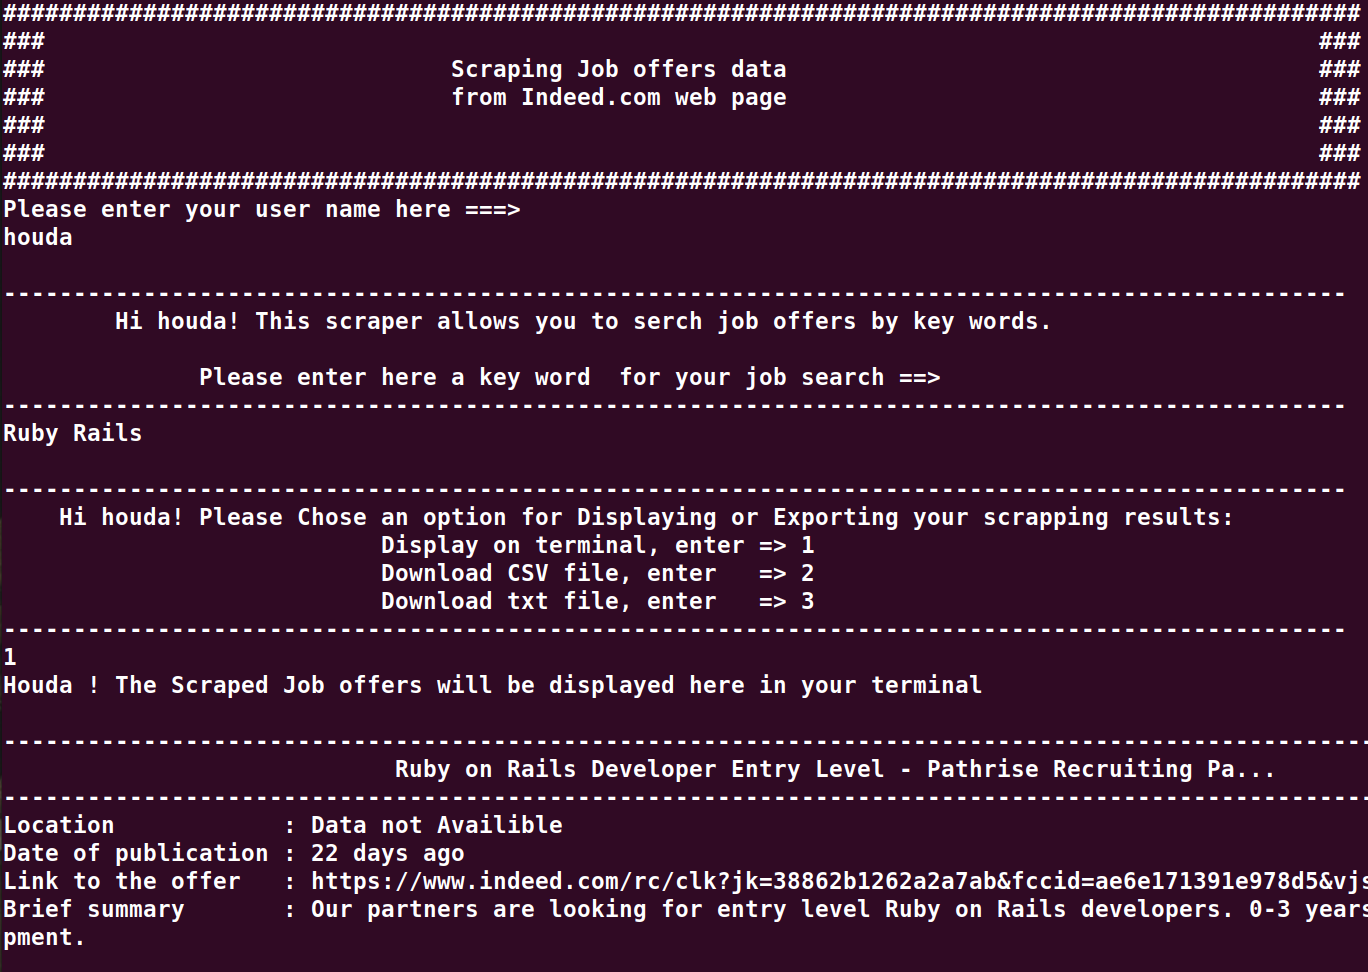 #################################################################################################
###                                                                                           ###
###                             Scraping Job offers data                                      ###
###                             from Indeed.com web page                                      ###
###                                                                                           ###
###                                                                                           ###
#################################################################################################
Please enter your user name here ===>
houda
------------------------------------------------------------------------------------------------
Hi houda! This scraper allows you to serch job offers by key words.
Please enter here a key word  for your job search ==>
------------------------------------------------------------------------------------------------
Ruby Rails
------------------------------------------------------------------------------------------------
Hi houda! Please Chose an option for Displaying or Exporting your scrapping results:
Display on terminal, enter => 1
Download CSV file, enter   => 2
Download txt file, enter   => 3
------------------------------------------------------------------------------------------------
1
Houda ! The Scraped Job offers will be displayed here in your terminal
--------------------------------------------------------------------------------------------------
Ruby on Rails Developer Entry Level - Pathrise Recruiting Pa...
--------------------------------------------------------------------------------------------------
Location            : Data not Availible
Date of publication : 22 days ago
Link to the offer   : https://www.indeed.com/rc/clk?jk=38862b1262a2a7ab&fccid=ae6e171391e978d5&vjs
Brief summary       : Our partners are looking for entry level Ruby on Rails developers. 0-3 years
pment.